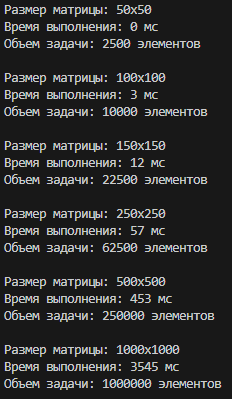 Размер матрицы: 50x50
Время выполнения: 0 мс
Объем задачи: 2500 элементов
Размер матрицы: 100x100
Время выполнения: 3 мс
Объем задачи: 10000 элементов
Размер матрицы: 150x150
Время выполнения: 12 мс
Объем задачи: 22500 элементов
Размер матрицы: 250x250
Время выполнения: 57 мс
Объем задачи: 62500 элементов
Размер матрицы: 500x500
Время выполнения: 453 мс
Объем задачи: 250000 элементов
Размер матрицы: 1000x1000
Время выполнения: 3545 мс
Объем задачи: 1000000 элементов